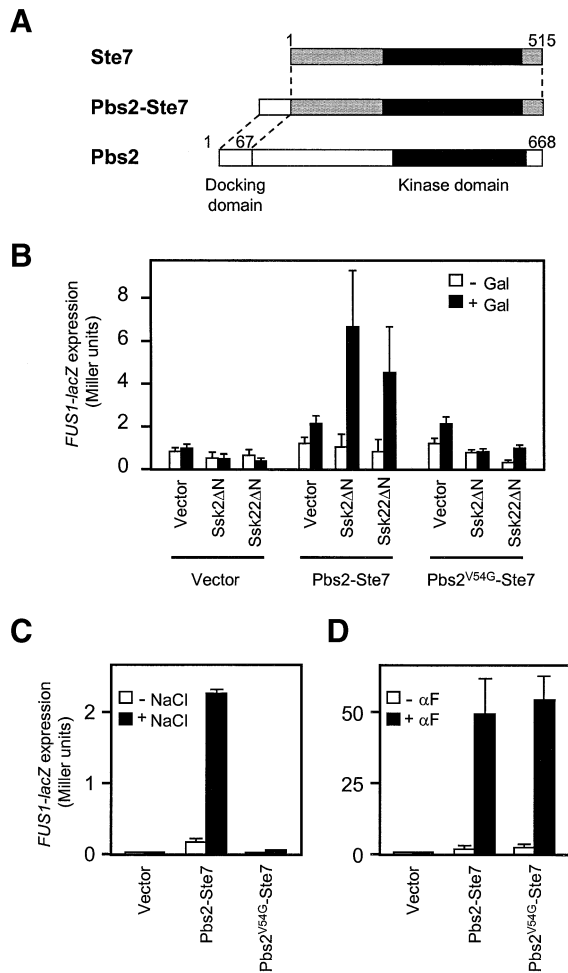 A
Ste7
1
515
Pbs2-Ste7
1
67
668
Pbs2
Docking
domain
Kinase domain
B
FUS1-lacZ expression
(Miller units)
8
6
4
2
0
- Gal
+ Gal
Vector
Ssk2ΔN
Ssk22ΔN
Vector
Ssk2ΔN
Ssk22ΔN
Vector
Ssk2ΔN
Ssk22ΔN
Vector
Pbs2-Ste7
Pbs2V54G-Ste7
C
FUS1-lacZ expression
(Miller units)
2
1
0
- NaCl
+ NaCl
Vector
Pbs2-Ste7
Pbs2V54G-Ste7
D
50
25
0
- αF
+ αF
Vector
Pbs2-Ste7
Pbs2V54G-Ste7